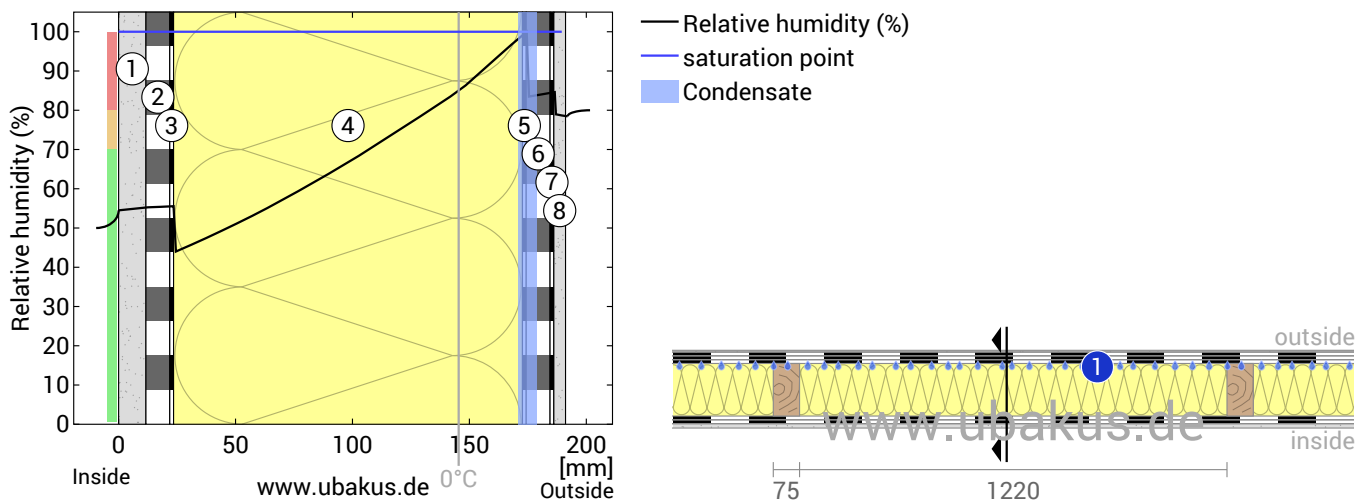 Relative humidity (%)
100
90
80
70
60
50
40
30
20
10
0
1
2
3
4
5
6
7
8
0
50
100
150
200
[mm]
Inside
www.ubakus.de
0°C
Outside
Relative humidity (%)
saturation point
Condensate
outside
1
www.ubakus.de
inside
75
1220